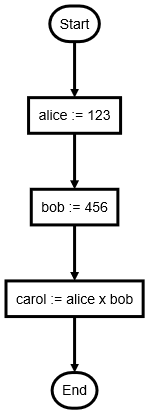 Start
alice := 123
bob := 456
carol := alice x bob
End